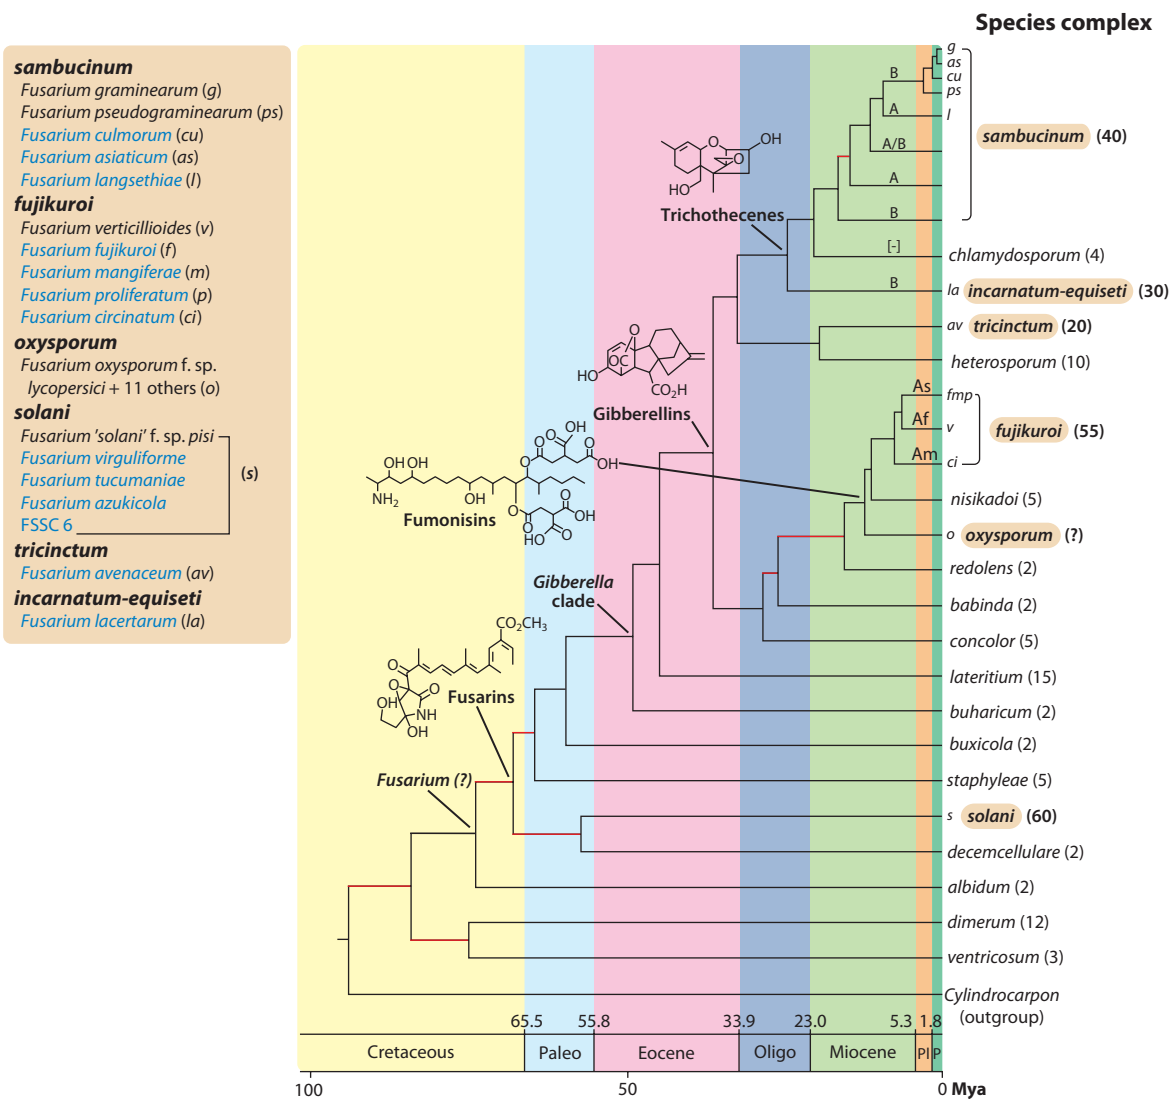 Species complex
sambucinum
Fusarium graminearum (g)
Fusarium pseudograminearum (ps)
Fusarium culmorum (cu)
Fusarium asiaticum (as)
Fusarium langsethiae (l)
fujikuroi
Fusarium verticillioides (v)
Fusarium fujikuroi (f)
Fusarium mangiferae (m)
Fusarium proliferatum (p)
Fusarium circinatum (ci)
oxysporum
Fusarium oxysporum f. sp.
lycopersici + 11 others (o)
solani
Fusarium 'solani' f. sp. pisi
Fusarium virguliforme
Fusarium tucumaniae
Fusarium azukicola
FSSC 6
(s)
tricinctum
Fusarium avenaceum (av)
incarnatum-equiseti
Fusarium lacertarum (la)
g
as
B cu
ps
A l
sambucinum (40)
A/B
A
B
O OH
O
HO
Trichothecenes
[-] chlamydosporum (4)
B la incarnatum-equiseti (30)
av tricinctum (20)
heterosporum (10)
O
OC
HO
CO₂H
Gibberellins
As fmp
Af v
Am ci
fujikuroi (55)
OH
O O O
OH OH O OH
NH₂ OH O O OH
O
HO O
Fumonisins
nisikadoi (5)
o oxysporum (?)
redolens (2)
babinda (2)
concolor (5)
Gibberella
clade
lateritium (15)
buharicum (2)
buxicola (2)
staphyleae (5)
CO₂CH₃
O
O O
OH NH
OH
Fusarins
Fusarium (?)
s solani (60)
decemcellulare (2)
albidum (2)
dimerum (12)
ventricosum (3)
Cylindrocarpon
(outgroup)
65.5 55.8 33.9 23.0 5.3 1.8
Cretaceous Paleo Eocene Oligo Miocene Pl P
100 50 0 Mya